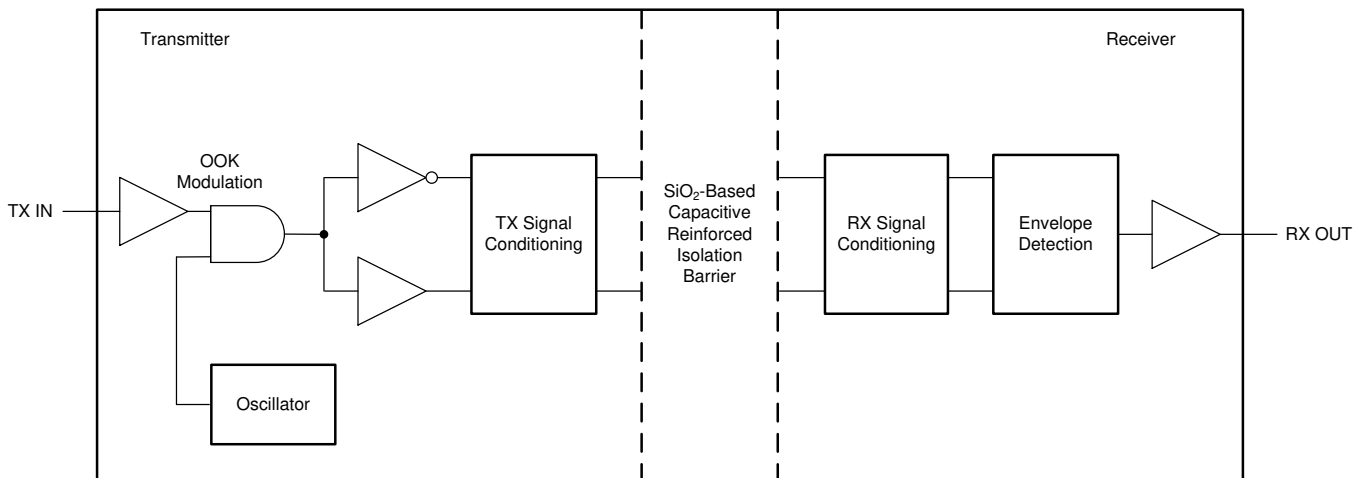 Transmitter
Receiver
OOK
Modulation
TX IN
TX Signal
Conditioning
SiO₂-Based
Capacitive
Reinforced
Isolation
Barrier
RX Signal
Conditioning
Envelope
Detection
RX OUT
Oscillator